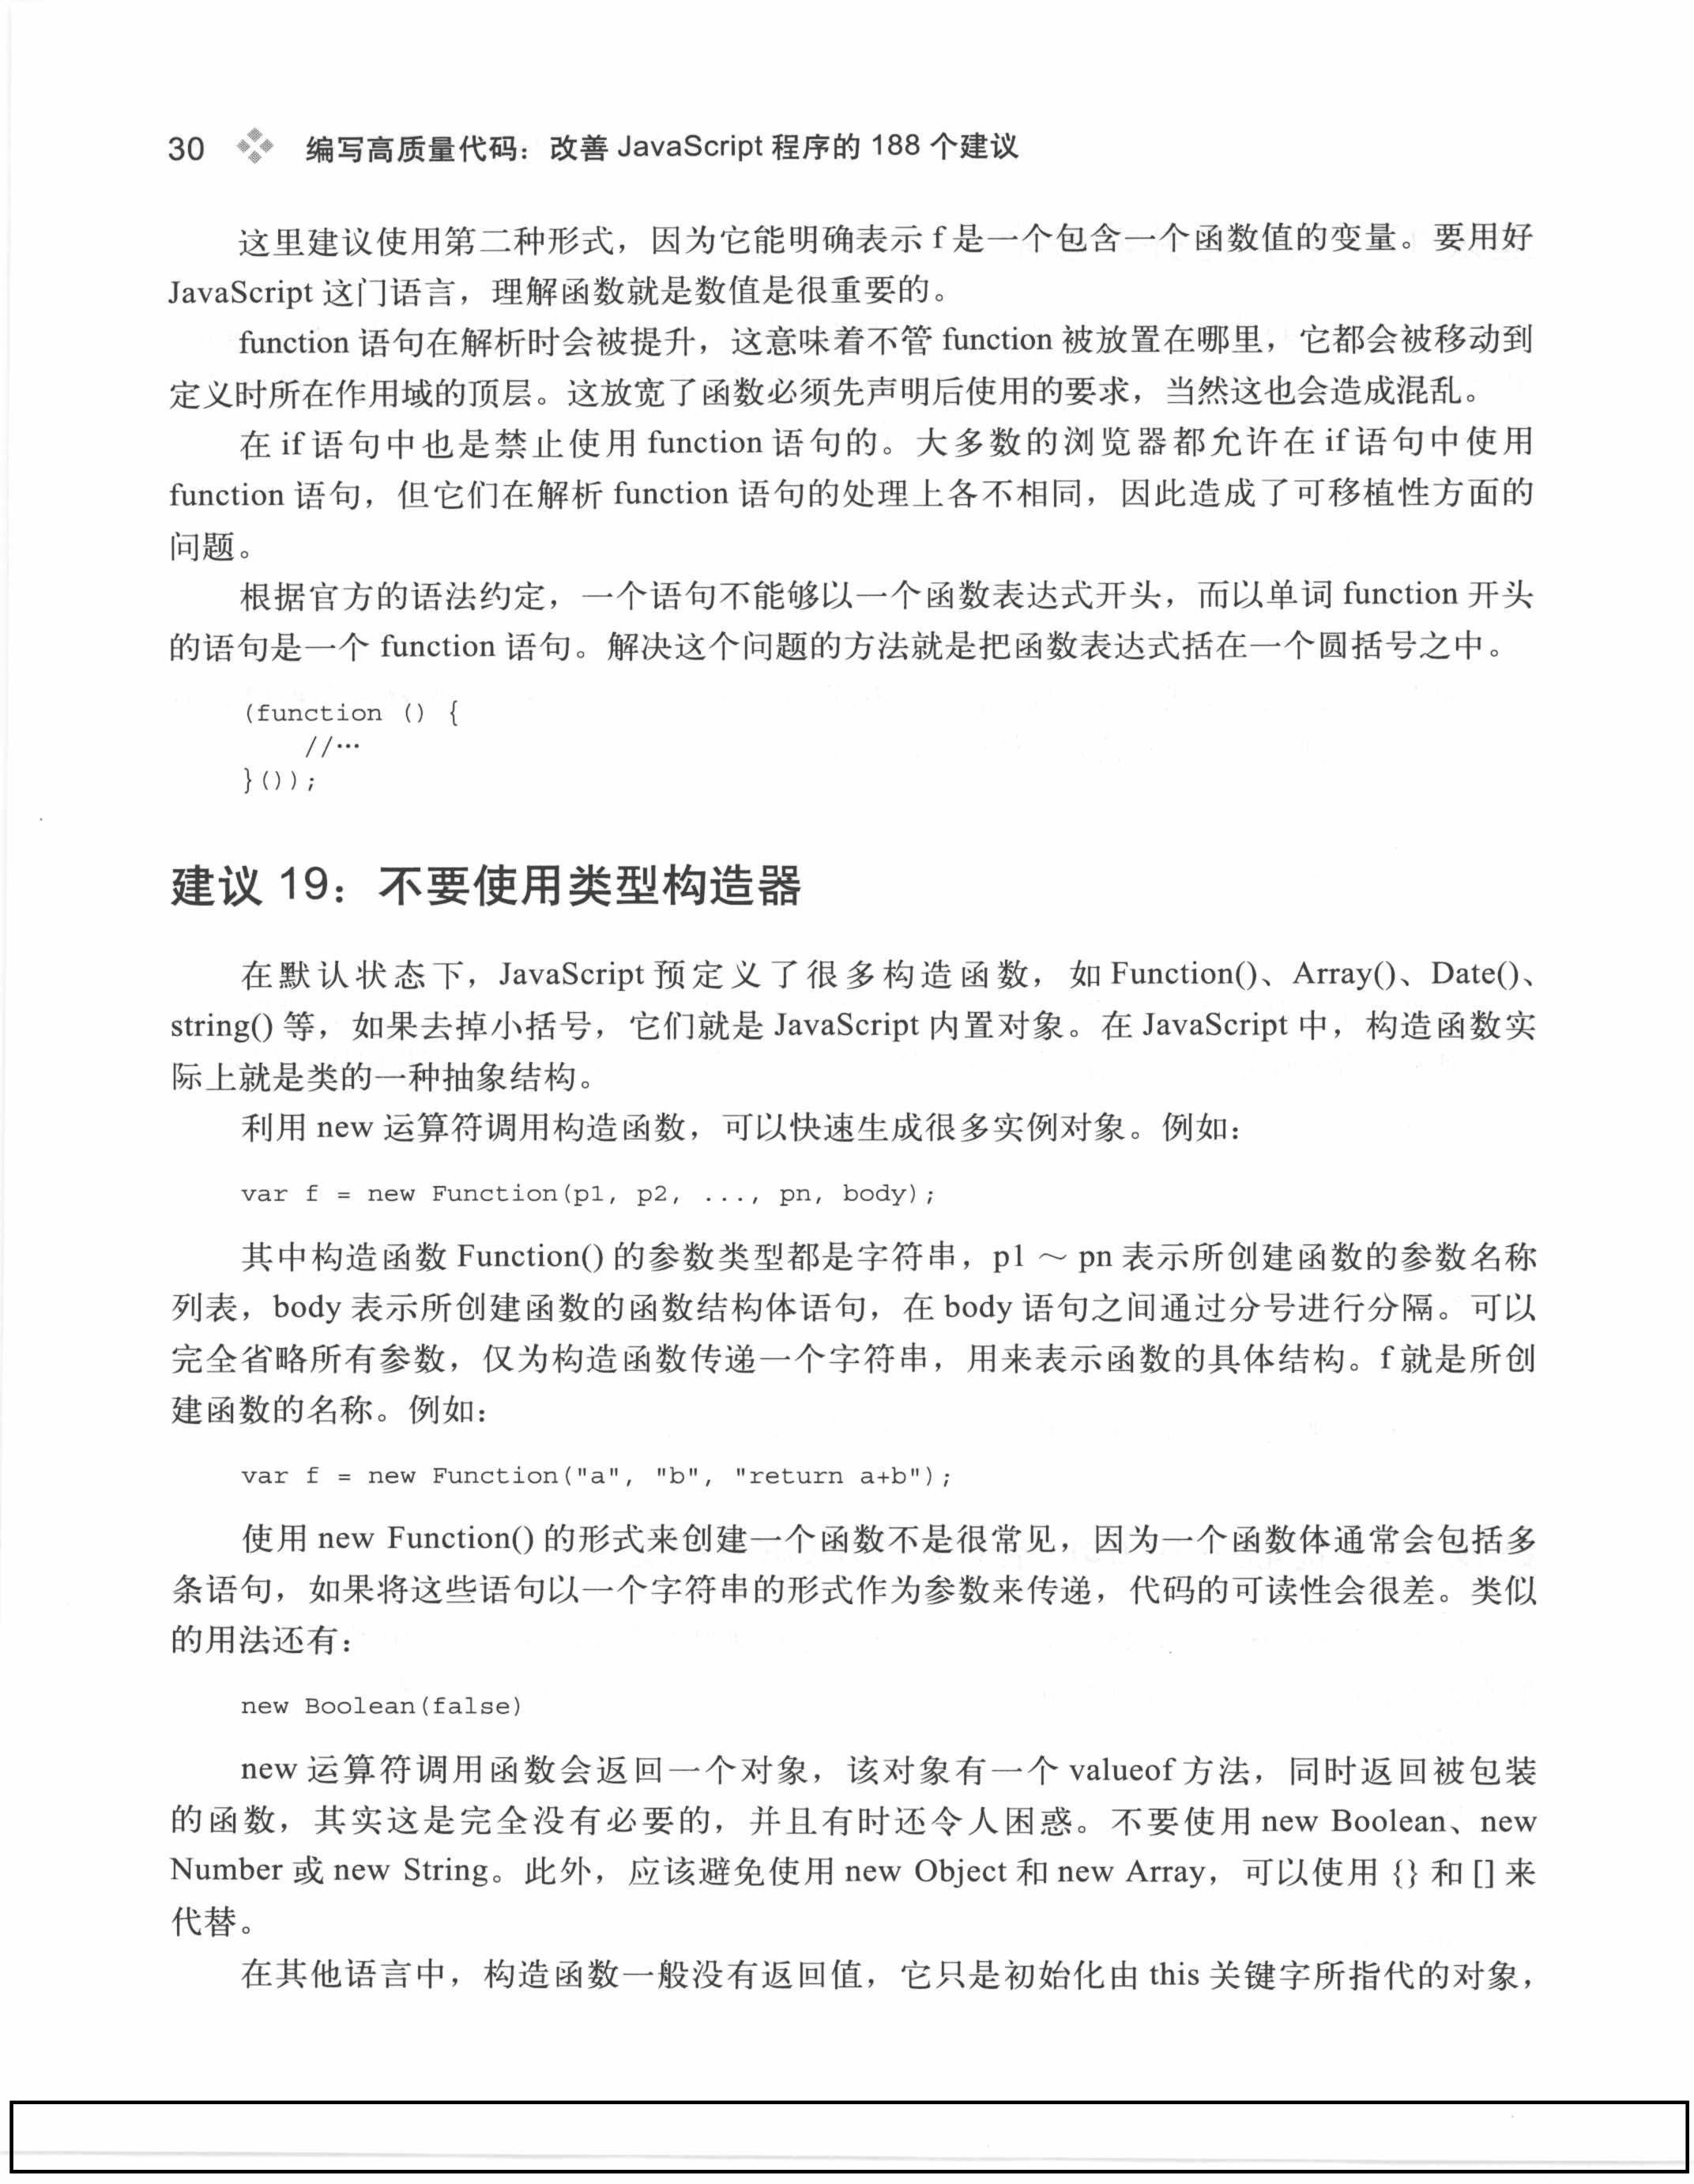 30 编写高质量代码：改善 JavaScript 程序的 188 个建议
这里建议使用第二种形式，因为它能明确表示 f 是一个包含一个函数值的变量。要用好
JavaScript 这门语言，理解函数就是数值是很重要的。
function 语句在解析时会被提升，这意味着不管 function 被放置在哪里，它都会被移动到
定义时所在作用域的顶层。这放宽了函数必须先声明后使用的要求，当然这也会造成混乱。
在 if 语句中也是禁止使用 function 语句的。大多数的浏览器都允许在 if 语句中使用
function 语句，但它们在解析 function 语句的处理上各不相同，因此造成了可移植性方面的
问题。
根据官方的语法约定，一个语句不能够以一个函数表达式开头，而以单词 function 开头
的语句是一个 function 语句。解决这个问题的方法就是把函数表达式括在一个圆括号之中。
(function () {
//…
}());
建议 19：不要使用类型构造器
在默认状态下，JavaScript 预定义了很多构造函数，如 Function()、Array()、Date()、
string() 等，如果去掉小括号，它们就是 JavaScript 内置对象。在 JavaScript 中，构造函数实
际上就是类的一种抽象结构。
利用 new 运算符调用构造函数，可以快速生成很多实例对象。例如：
var f = new Function(p1, p2, ..., pn, body);
其中构造函数 Function() 的参数类型都是字符串，p1 ～ pn 表示所创建函数的参数名称
列表，body 表示所创建函数的函数结构体语句，在 body 语句之间通过分号进行分隔。可以
完全省略所有参数，仅为构造函数传递一个字符串，用来表示函数的具体结构。f 就是所创
建函数的名称。例如：
var f = new Function("a", "b", "return a+b");
使用 new Function() 的形式来创建一个函数不是很常见，因为一个函数体通常会包括多
条语句，如果将这些语句以一个字符串的形式作为参数来传递，代码的可读性会很差。类似
的用法还有：
new Boolean(false)
new 运算符调用函数会返回一个对象，该对象有一个 valueof 方法，同时返回被包装
的函数，其实这是完全没有必要的，并且有时还令人困惑。不要使用 new Boolean、new
Number 或 new String。此外，应该避免使用 new Object 和 new Array，可以使用 {} 和 [] 来
代替。
在其他语言中，构造函数一般没有返回值，它只是初始化由 this 关键字所指代的对象，